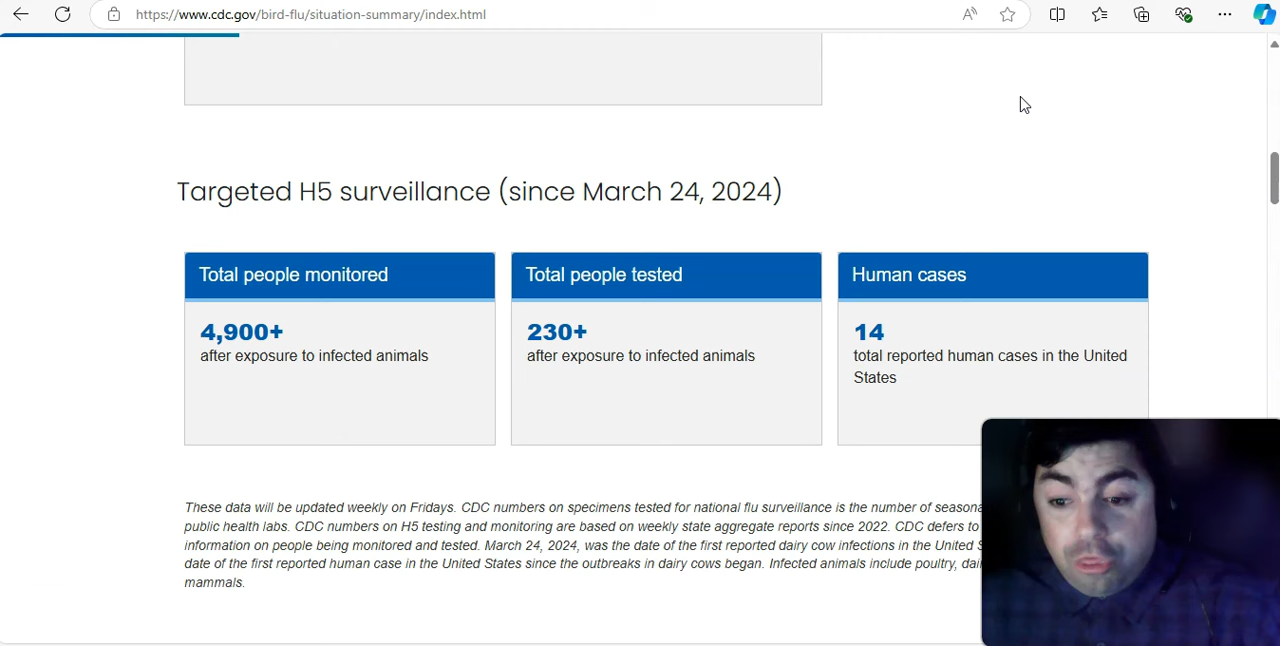 https://www.cdc.gov/bird-flu/situation-summary/index.html
Targeted H5 surveillance (since March 24, 2024)
Total people monitored
4,900+
after exposure to infected animals
Total people tested
230+
after exposure to infected animals
Human cases
14
total reported human cases in the United
States
These data will be updated weekly on Fridays. CDC numbers on specimens tested for national flu surveillance is the number of
public health labs. CDC numbers on H5 testing and monitoring are based on weekly state aggregate reports since 2022. CDC defers to
information on people being monitored and tested. March 24, 2024, was the date of the first reported dairy cow infections in the United
date of the first reported human case in the United States since the outbreaks in dairy cows began. Infected animals include poultry,
mammals.